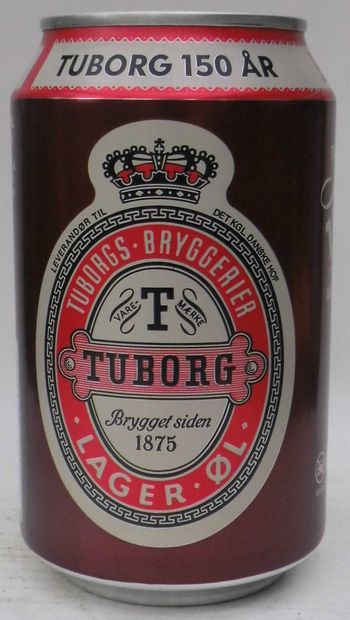 TUBORG 150 ÅR
LEVERANDØR TIL
DET KGL. DANSKE HOF
TUBORGS · BRYGGERIER
VARE-
T
MÆRKE
TUBORG
Brygget siden
1875
· LAGER · ØL ·